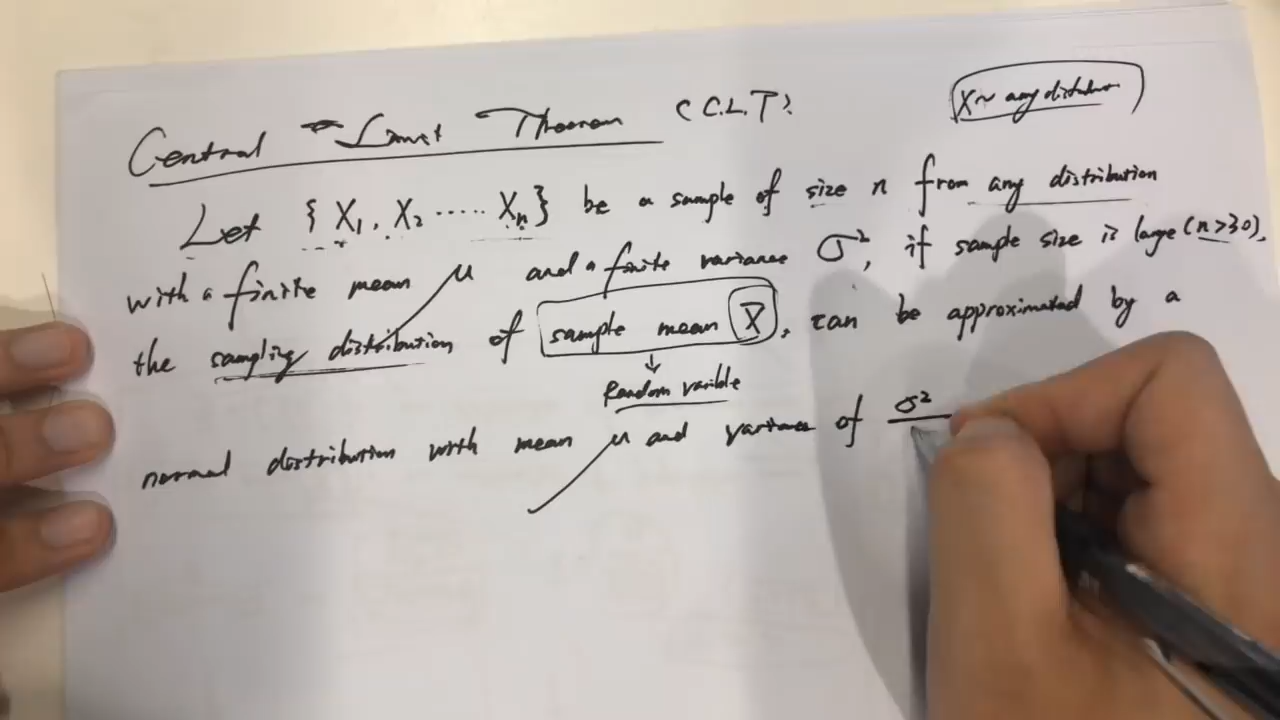 Central Limit Theorem (C.L.T).
X ~ any distribution
Let {X1, X2 ..... Xn} be a sample of size n from any distribution
with a finite mean μ and a finite variance σ², if sample size is large (n>30),
the sampling distribution of sample mean X̄, can be approximated by a
Random varible
normal distribution with mean μ and variance of σ²